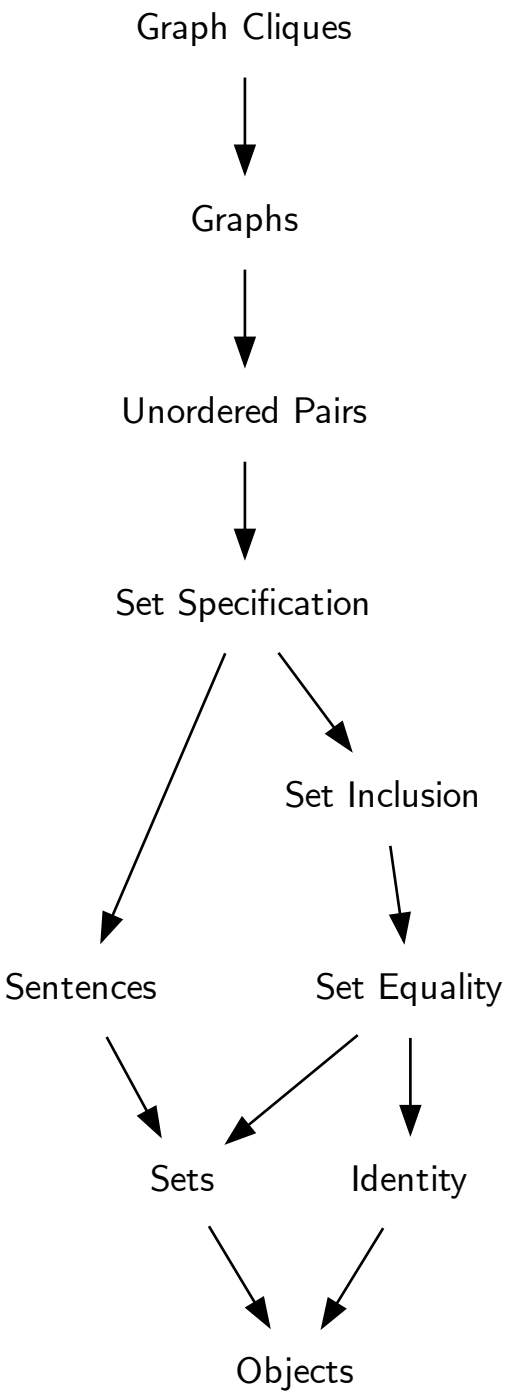 Graph Cliques
Graphs
Unordered Pairs
Set Specification
Set Inclusion
Sentences
Set Equality
Sets
Identity
Objects